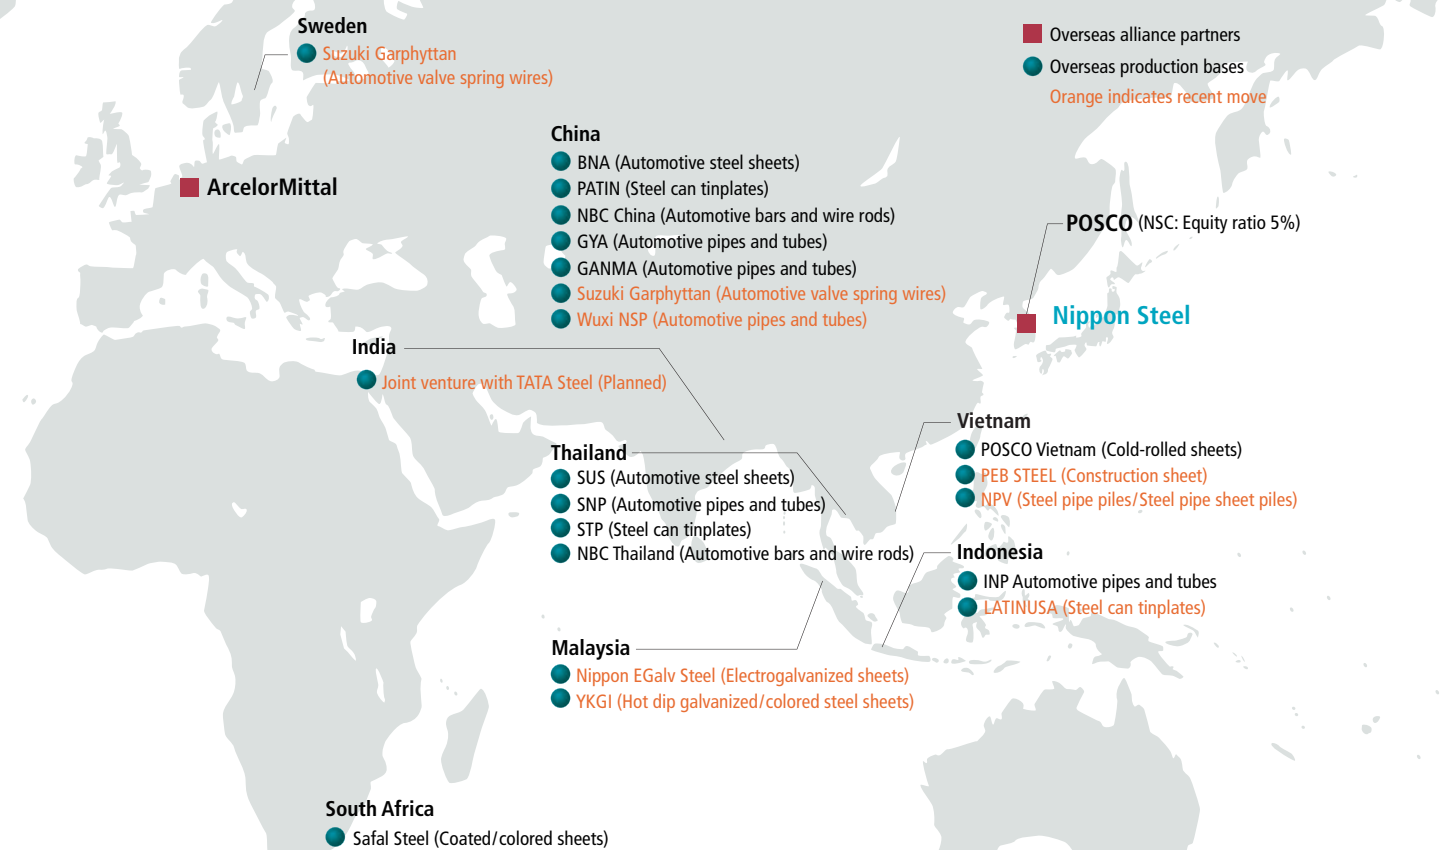 Sweden
Suzuki Garphyttan
(Automotive valve spring wires)
Overseas alliance partners
Overseas production bases
Orange indicates recent move
China
BNA (Automotive steel sheets)
PATIN (Steel can tinplates)
NBC China (Automotive bars and wire rods)
GYA (Automotive pipes and tubes)
GANMA (Automotive pipes and tubes)
Suzuki Garphyttan (Automotive valve spring wires)
Wuxi NSP (Automotive pipes and tubes)
ArcelorMittal
POSCO (NSC: Equity ratio 5%)
Nippon Steel
India
Joint venture with TATA Steel (Planned)
Vietnam
POSCO Vietnam (Cold-rolled sheets)
PEB STEEL (Construction sheet)
NPV (Steel pipe piles/Steel pipe sheet piles)
Thailand
SUS (Automotive steel sheets)
SNP (Automotive pipes and tubes)
STP (Steel can tinplates)
NBC Thailand (Automotive bars and wire rods)
Indonesia
INP Automotive pipes and tubes
LATINUSA (Steel can tinplates)
Malaysia
Nippon EGalv Steel (Electrogalvanized sheets)
YKGI (Hot dip galvanized/colored steel sheets)
South Africa
Safal Steel (Coated/colored sheets)